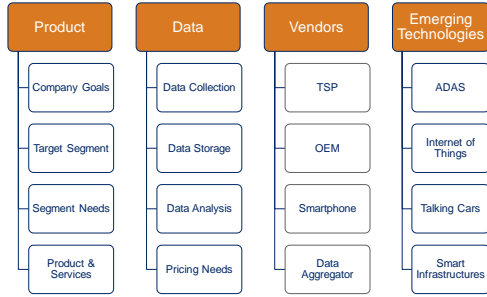 Product
Company Goals
Target Segment
Segment Needs
Product &
Services
Data
Data Collection
Data Storage
Data Analysis
Pricing Needs
Vendors
TSP
OEM
Smartphone
Data
Aggregator
Emerging
Technologies
ADAS
Internet of
Things
Talking Cars
Smart
Infrastructures